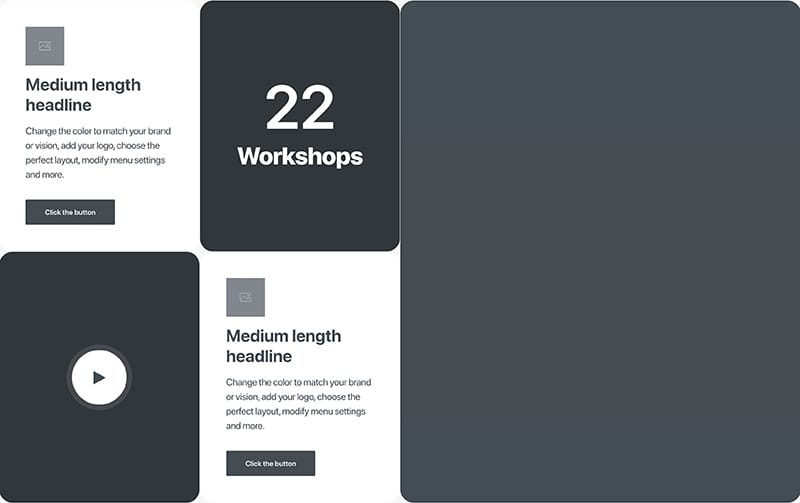 Medium length
headline
Change the color to match your brand
or vision, add your logo, choose the
perfect layout, modify menu settings
and more.
Click the button
22
Workshops
Medium length
headline
Change the color to match your brand
or vision, add your logo, choose the
perfect layout, modify menu settings
and more.
Click the button